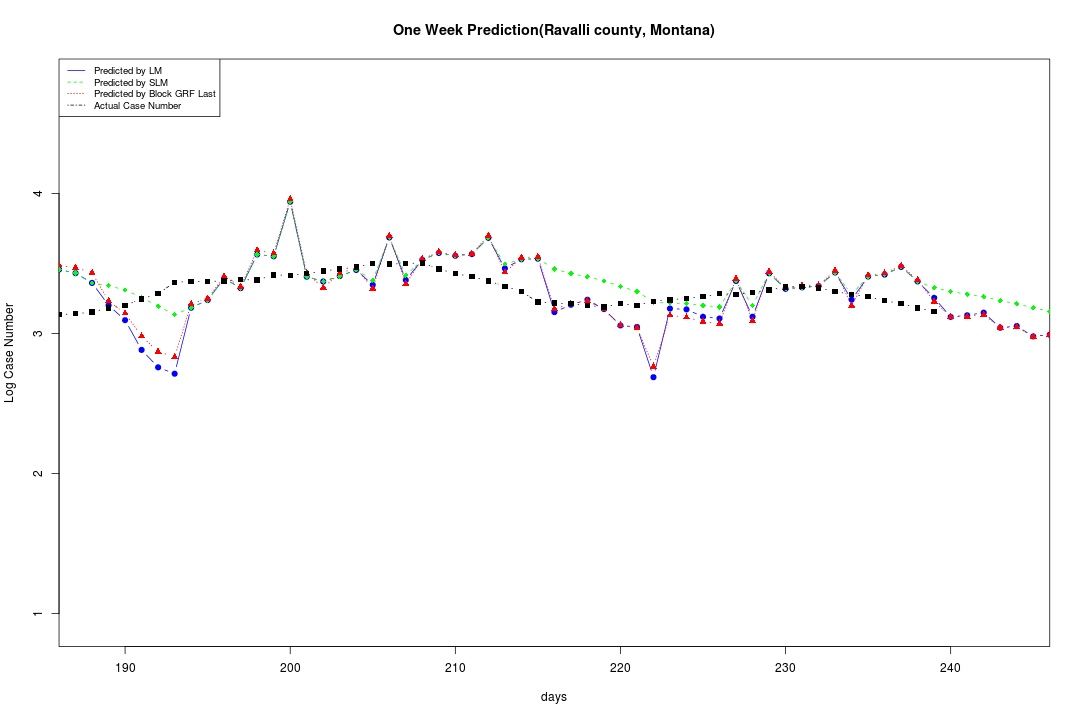 One Week Prediction(Ravalli county, Montana)
Predicted by LM
Predicted by SLM
Predicted by Block GRF Last
Actual Case Number
Log Case Number
4
3
2
1
190 200 210 220 230 240
days